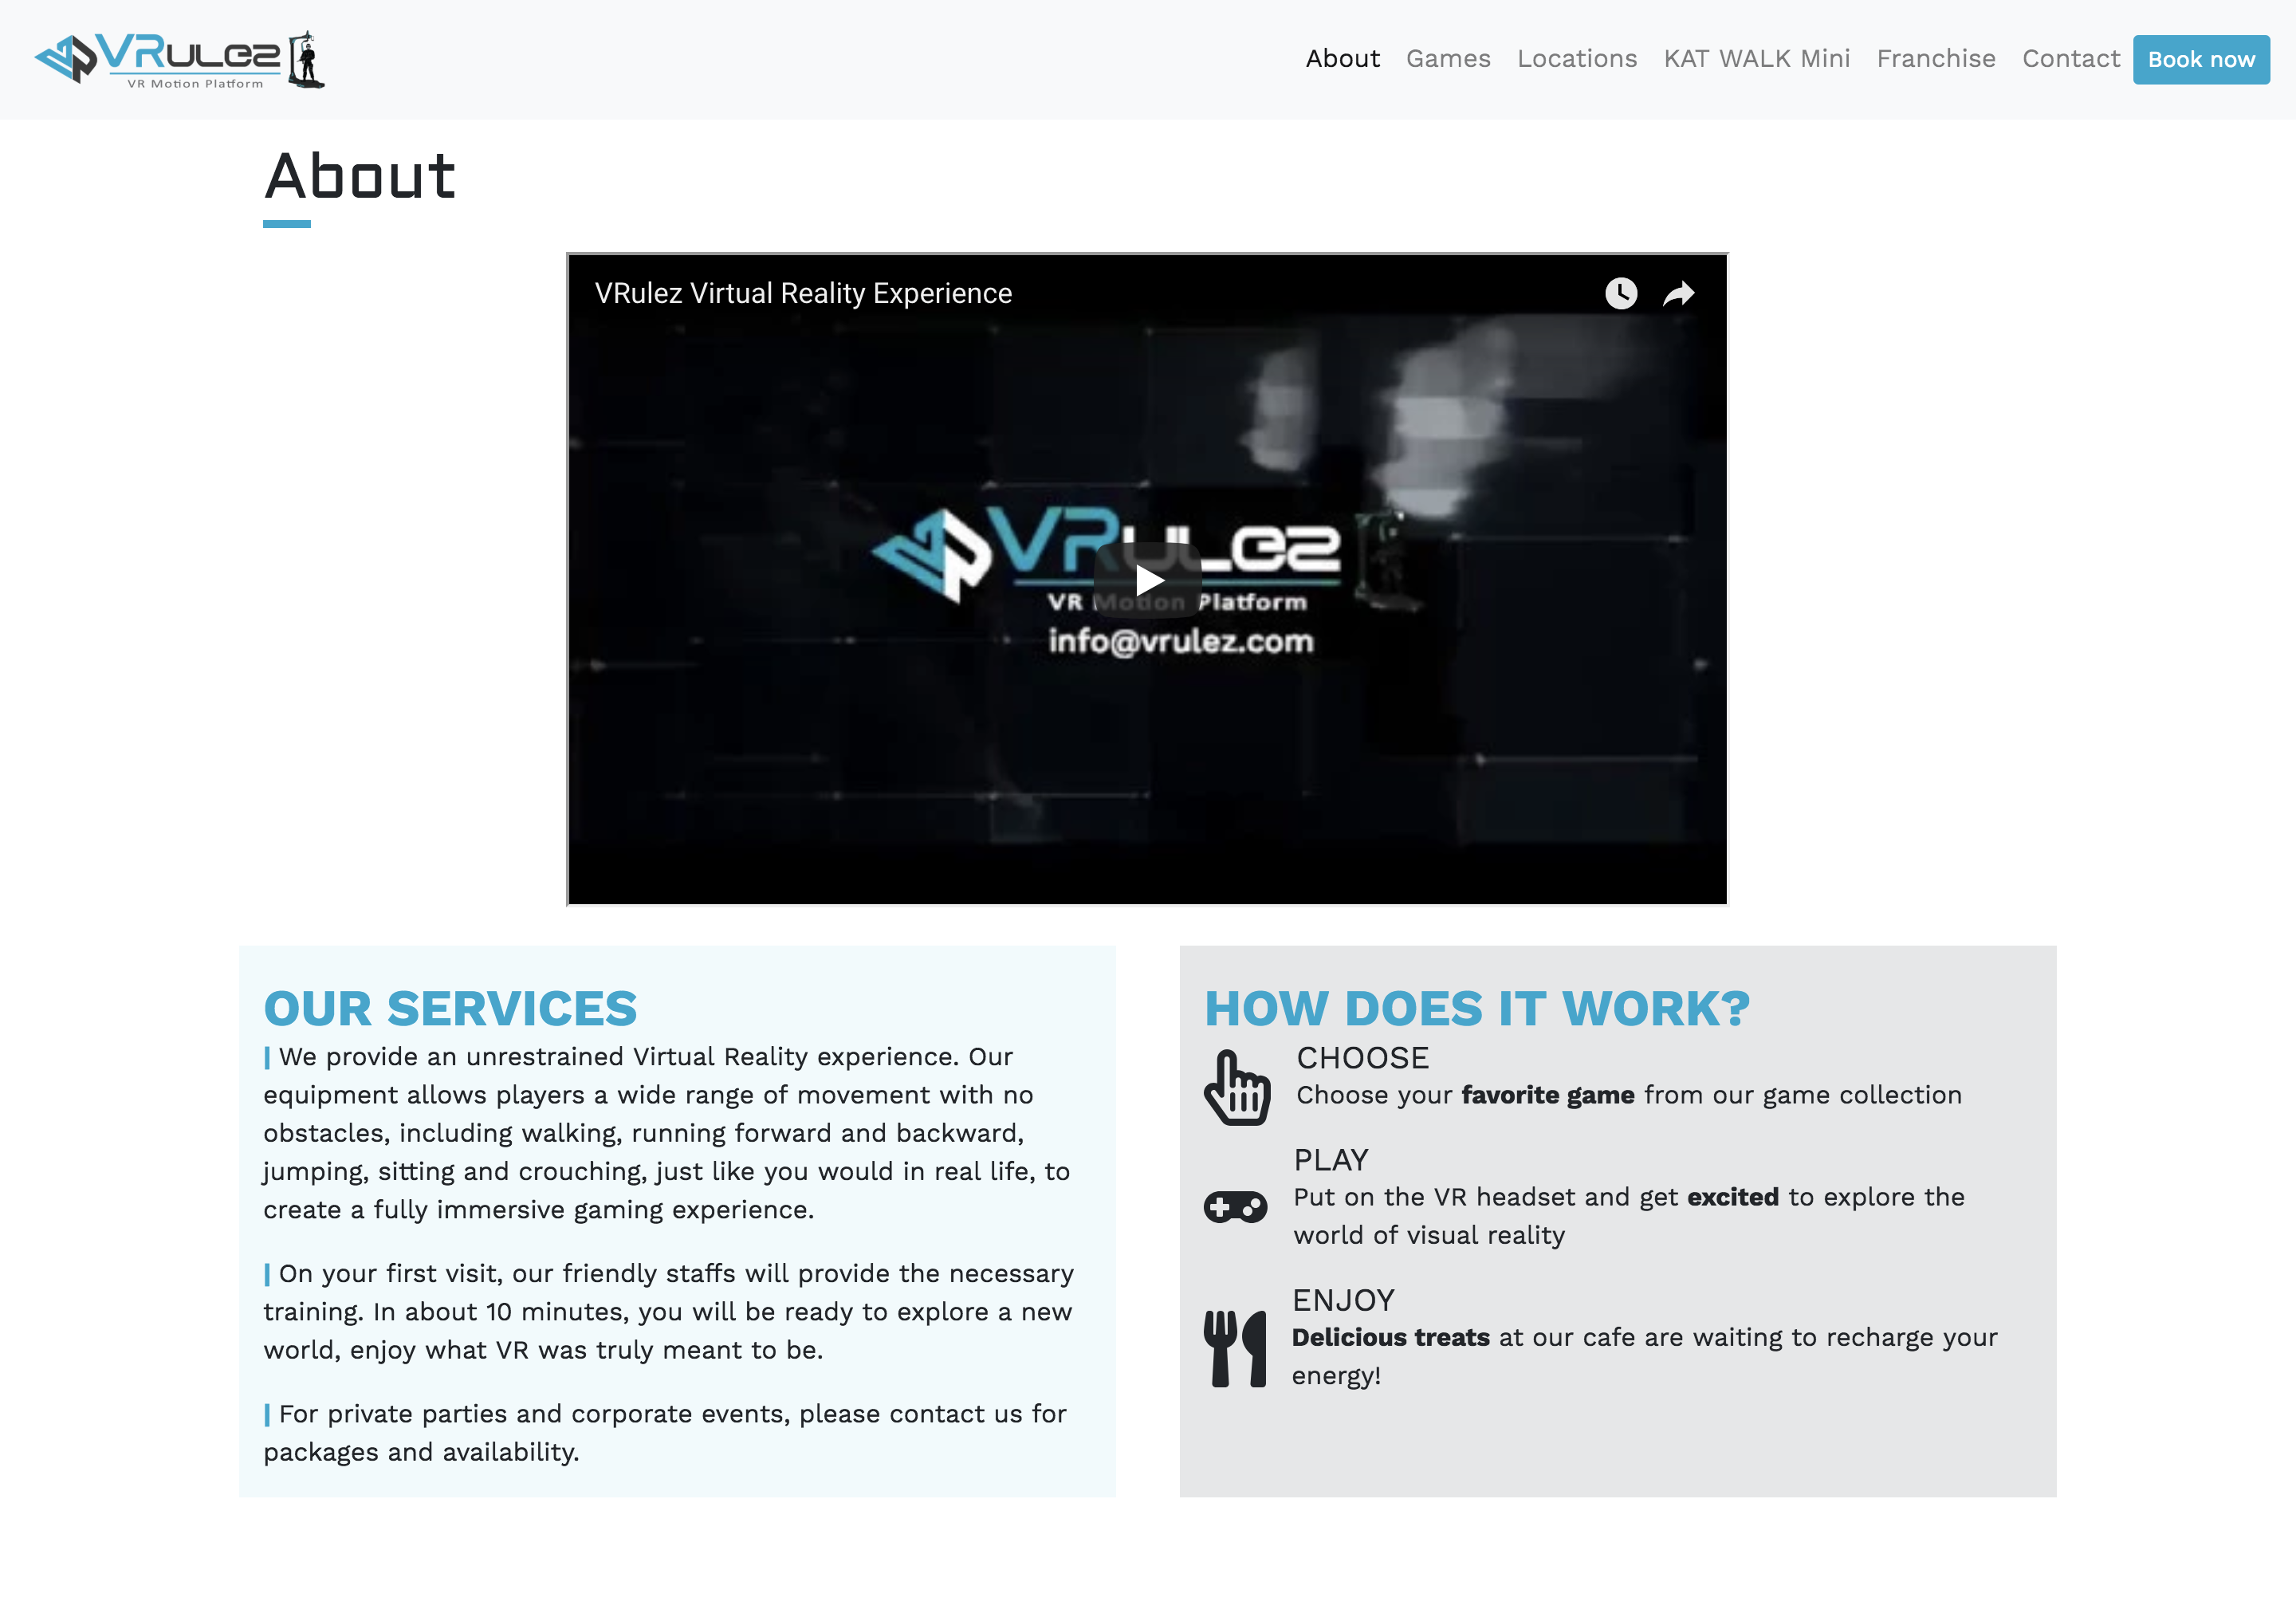 VRulez
VR Motion Platform
About Games Locations KAT WALK Mini Franchise Contact Book now
About
VRulez Virtual Reality Experience
VRulez
VR Motion Platform
info@vrulez.com
OUR SERVICES
| We provide an unrestrained Virtual Reality experience. Our
equipment allows players a wide range of movement with no
obstacles, including walking, running forward and backward,
jumping, sitting and crouching, just like you would in real life, to
create a fully immersive gaming experience.
| On your first visit, our friendly staffs will provide the necessary
training. In about 10 minutes, you will be ready to explore a new
world, enjoy what VR was truly meant to be.
| For private parties and corporate events, please contact us for
packages and availability.
HOW DOES IT WORK?
CHOOSE
Choose your favorite game from our game collection
PLAY
Put on the VR headset and get excited to explore the
world of visual reality
ENJOY
Delicious treats at our cafe are waiting to recharge your
energy!